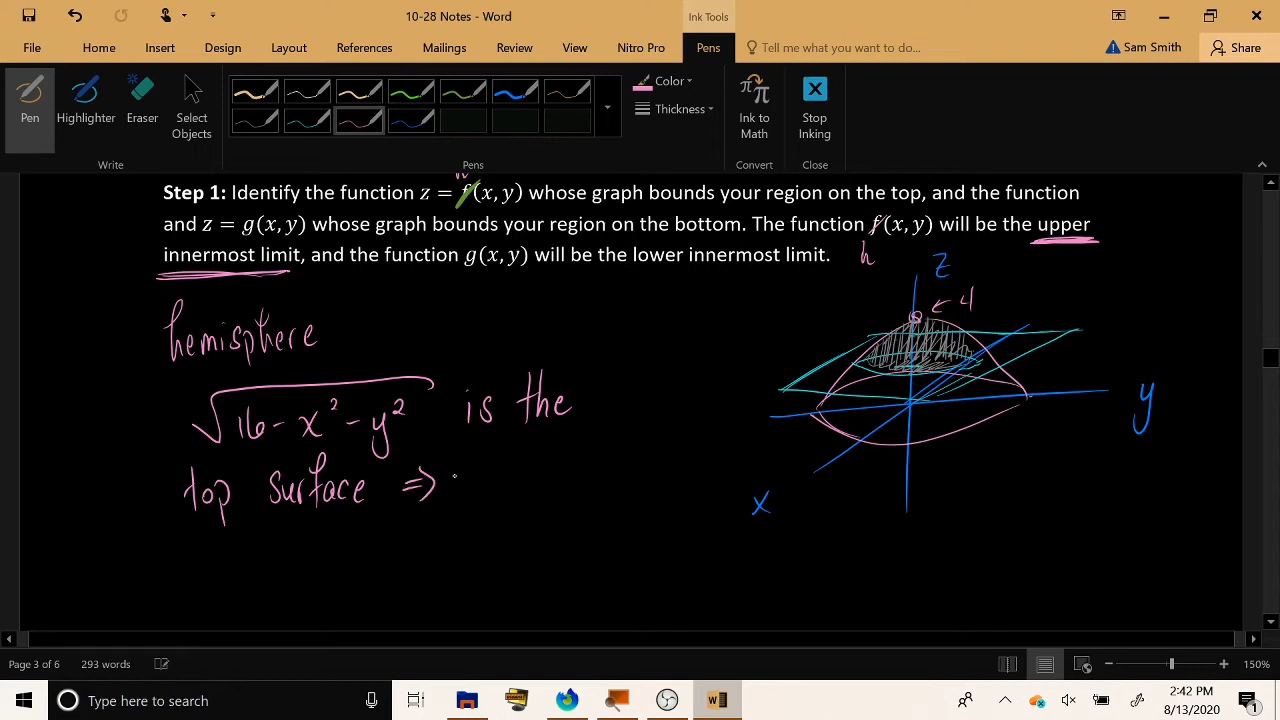 10-28 Notes - Word
Ink Tools
File Home Insert Design Layout References Mailings Review View Nitro Pro Pens Tell me what you want to do... Sam Smith Share
Pen Highlighter Eraser Select Objects
Color
Thickness
Ink to Math
Stop Inking
Write Pens Convert Close
Step 1: Identify the function z = f(x, y) whose graph bounds your region on the top, and the function
and z = g(x, y) whose graph bounds your region on the bottom. The function f(x, y) will be the upper
innermost limit, and the function g(x, y) will be the lower innermost limit.
h
z
hemisphere
← 4
√(16 - x² - y²) is the
y
top surface ⇒
x
Page 3 of 6 293 words 150%
Type here to search
2:42 PM
8/13/2020
1